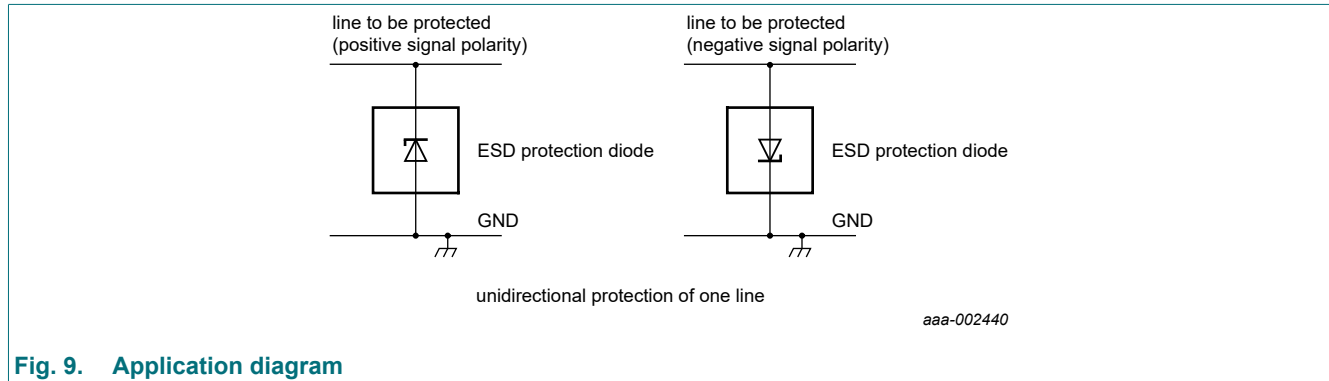 line to be protected
(positive signal polarity)
line to be protected
(negative signal polarity)
ESD protection diode
ESD protection diode
GND
GND
unidirectional protection of one line
aaa-002440
Fig. 9. Application diagram